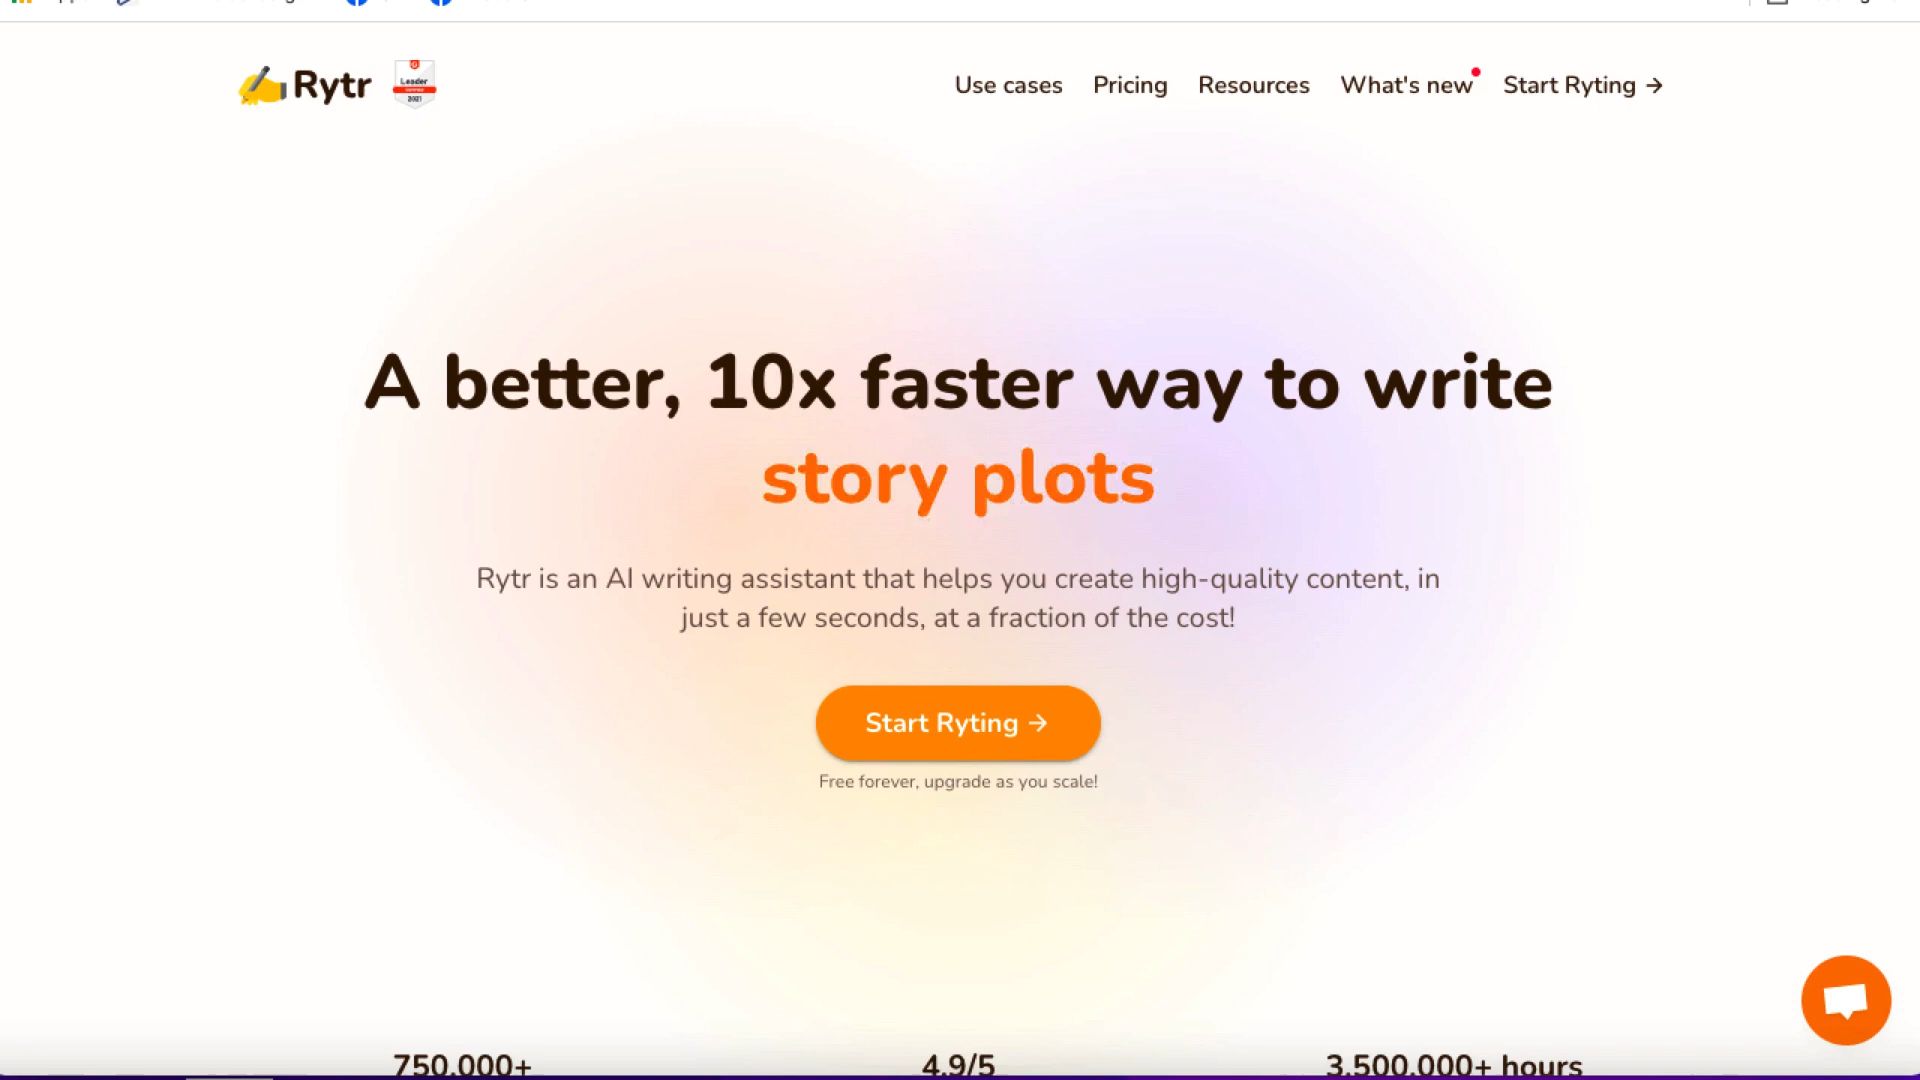 Rytr
Leader
2021
Use cases
Pricing
Resources
What's new
Start Ryting →
A better, 10x faster way to write
story plots
Rytr is an AI writing assistant that helps you create high-quality content, in
just a few seconds, at a fraction of the cost!
Start Ryting →
Free forever, upgrade as you scale!
750,000+
4.9/5
3,500,000+ hours